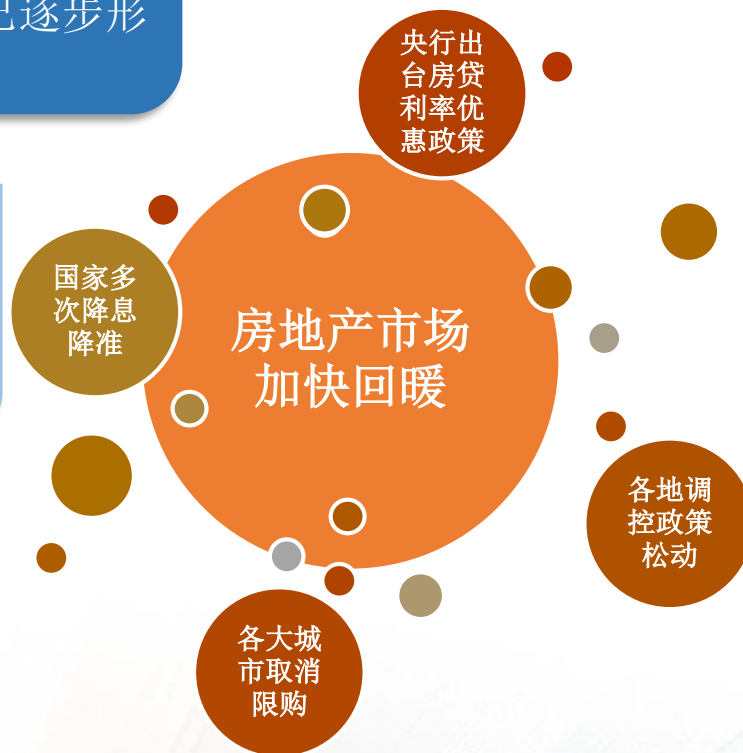 已逐步形
央行出
台房贷
利率优
惠政策
国家多
次降息
降准
房地产市场
加快回暖
各地调
控政策
松动
各大城
市取消
限购